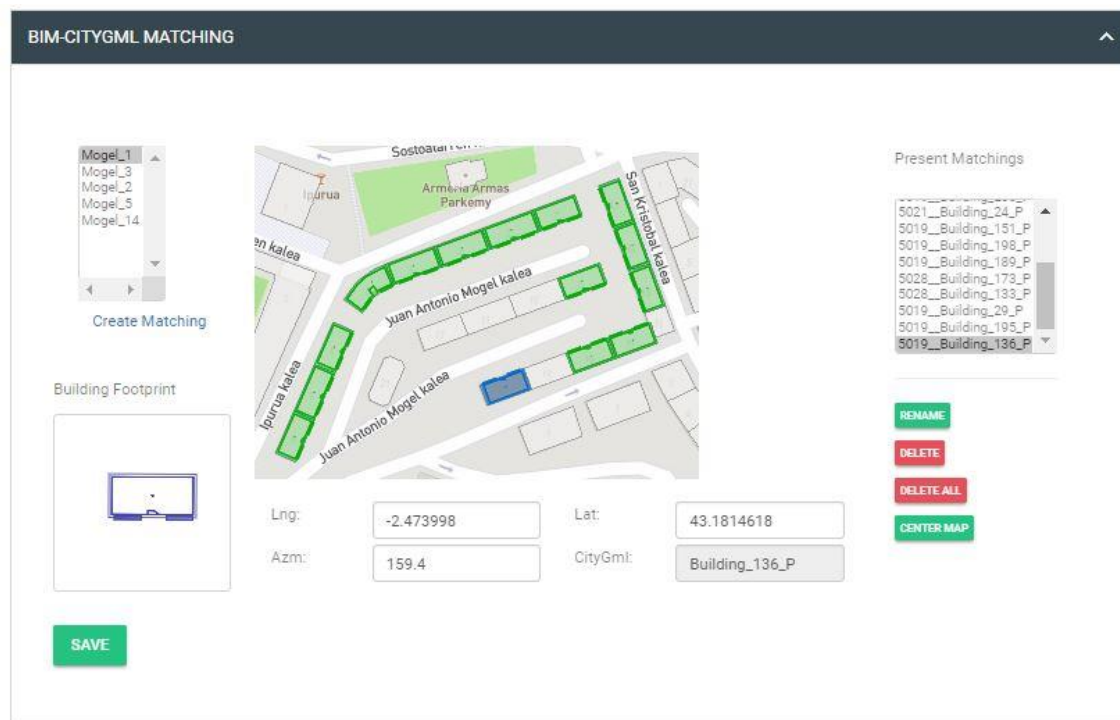 BIM-CITYGML MATCHING
Mogel_1
Mogel_3
Mogel_2
Mogel_5
Mogel_14
Create Matching
Building Footprint
SAVE
Ipurua
Armeria Armas
Parkemy
San Kristobal kalea
en kalea
Juan Antonio Mogel kalea
Ipurua kalea
Juan Antonio Mogel kalea
Lng:
-2.473998
Lat:
43.1814618
Azm:
159.4
CityGml:
Building_136_P
Present Matchings
5021__Building_24_P
5019__Building_151_P
5019__Building_198_P
5019__Building_189_P
5028__Building_173_P
5028__Building_133_P
5019__Building_29_P
5019__Building_195_P
5019__Building_136_P
RENAME
DELETE
DELETE ALL
CENTER MAP